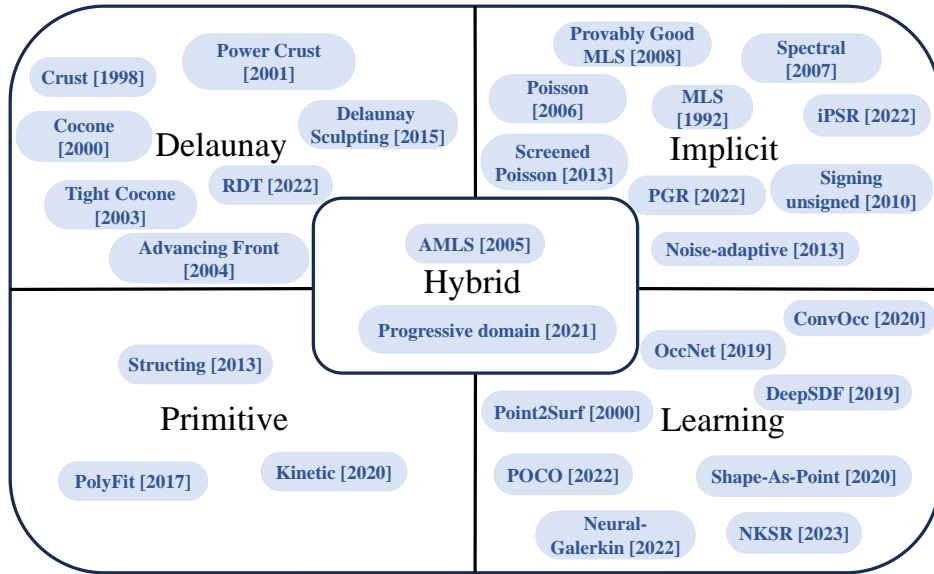 Crust [1998]
Power Crust
[2001]
Cocone
[2000]
Delaunay
Sculpting [2015]
Delaunay
RDT [2022]
Tight Cocone
[2003]
Advancing Front
[2004]
Provably Good
MLS [2008]
Spectral
[2007]
Poisson
[2006]
MLS
[1992]
iPSR [2022]
Implicit
Screened
Poisson [2013]
PGR [2022]
Signing
unsigned [2010]
Noise-adaptive [2013]
AMLS [2005]
Hybrid
Progressive domain [2021]
Structing [2013]
Primitive
PolyFit [2017]
Kinetic [2020]
ConvOcc [2020]
OccNet [2019]
DeepSDF [2019]
Point2Surf [2000]
Learning
POCO [2022]
Shape-As-Point [2020]
Neural-
Galerkin [2022]
NKSR [2023]